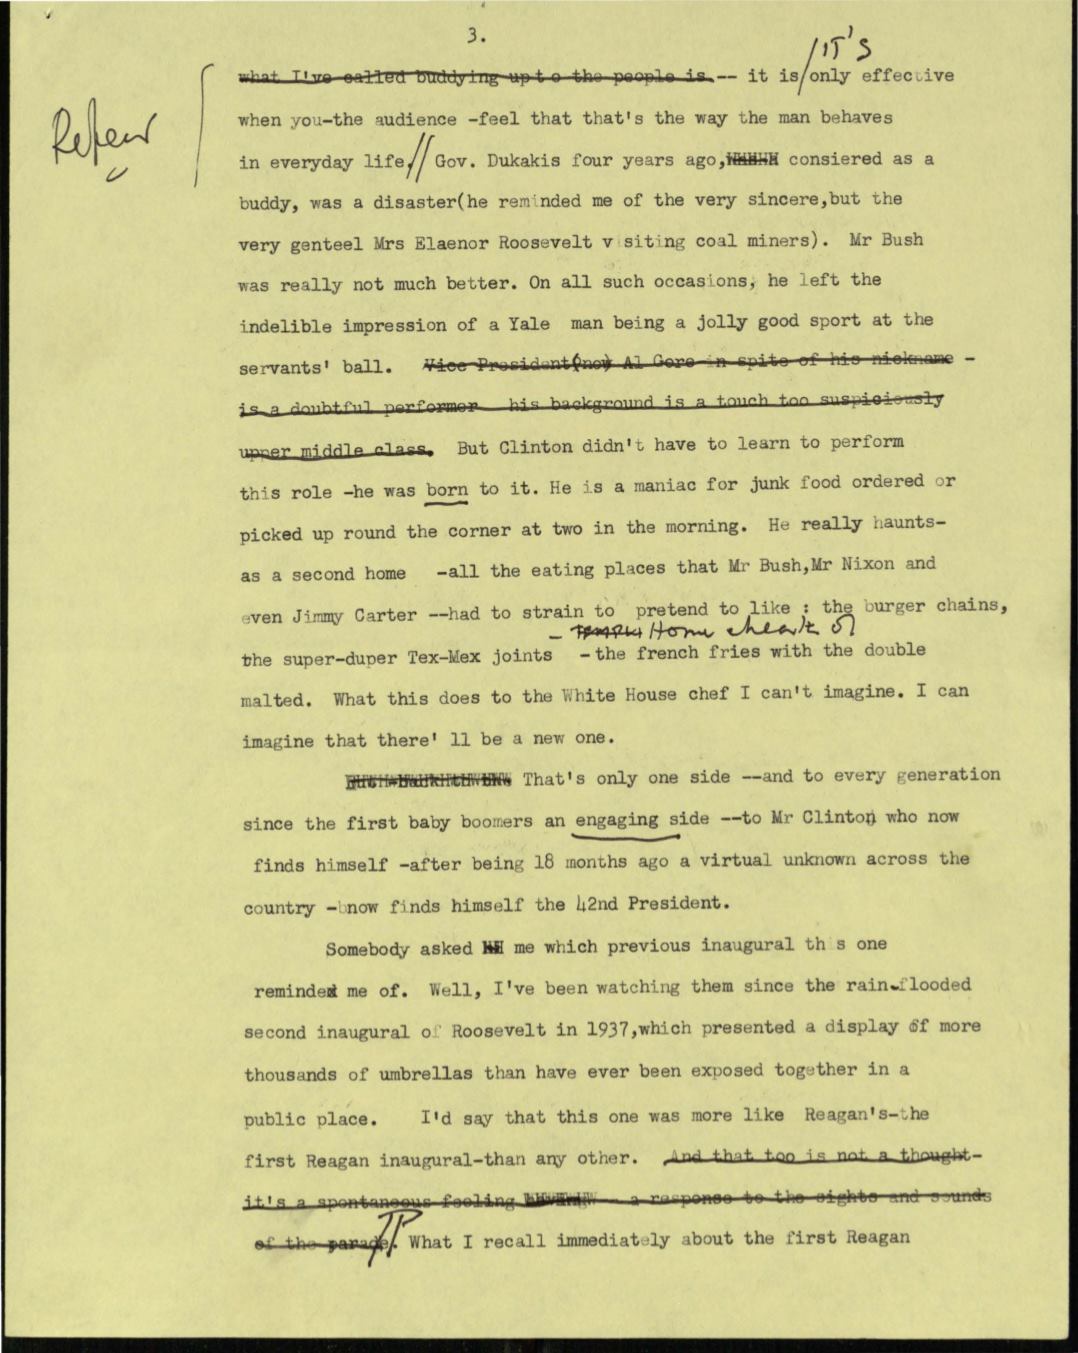 3.
IT'S
what I've called buddying upto the people is -- it is/only effective
when you-the audience -feel that that's the way the man behaves
in everyday life.// Gov. Dukakis four years ago, consiered as a
buddy, was a disaster(he reminded me of the very sincere,but the
very genteel Mrs Elaenor Roosevelt v siting coal miners). Mr Bush
was really not much better. On all such occasions, he left the
indelible impression of a Yale man being a jolly good sport at the
servants' ball. Vice President(now) Al Gore in spite of his nickname -
is a doubtful performer his background is a touch too suspiciously
upper middle class. But Clinton didn't have to learn to perform
this role -he was born to it. He is a maniac for junk food ordered or
picked up round the corner at two in the morning. He really haunts-
as a second home -all the eating places that Mr Bush,Mr Nixon and
even Jimmy Carter --had to strain to pretend to like : the burger chains,
- Home of
the super-duper Tex-Mex joints -the french fries with the double
malted. What this does to the White House chef I can't imagine. I can
imagine that there' ll be a new one.
That's only one side --and to every generation
since the first baby boomers an engaging side --to Mr Clinton who now
finds himself -after being 18 months ago a virtual unknown across the
country -now finds himself the 42nd President.
Somebody asked me which previous inaugural th s one
reminded me of. Well, I've been watching them since the rain-flooded
second inaugural of Roosevelt in 1937,which presented a display of more
thousands of umbrellas than have ever been exposed together in a
public place. I'd say that this one was more like Reagan's-the
first Reagan inaugural-than any other. And that too is not a thought-
it's a spontaneous feeling - a response to the sights and sounds
of the parade. What I recall immediately about the first Reagan